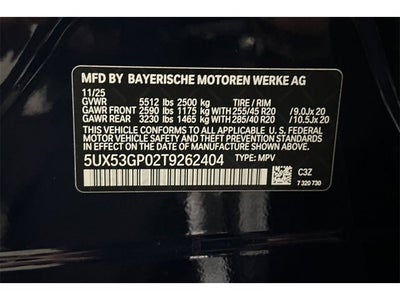 MFD BY BAYERISCHE MOTOREN WERKE AG
11/25
GVWR 5512 lbs 2500 kg TIRE / RIM
GAWR FRONT 2590 lbs 1175 kg 255/45 R20 /9.0Jx 20
GAWR REAR 3230 lbs 1465 kg 285/40 R20 /10.5Jx 20
THIS VEHICLE CONFORMS TO ALL APPLICABLE U. S. FEDERAL
MOTOR VEHICLE SAFETY, BUMPER, AND THEFT PREVENTION
STANDARDS IN EFFECT ON THE DATE OF MANUFACTURE SHOWN ABOVE.
5UX53GP02T9262404 TYPE: MPV
C3Z
7 320 730